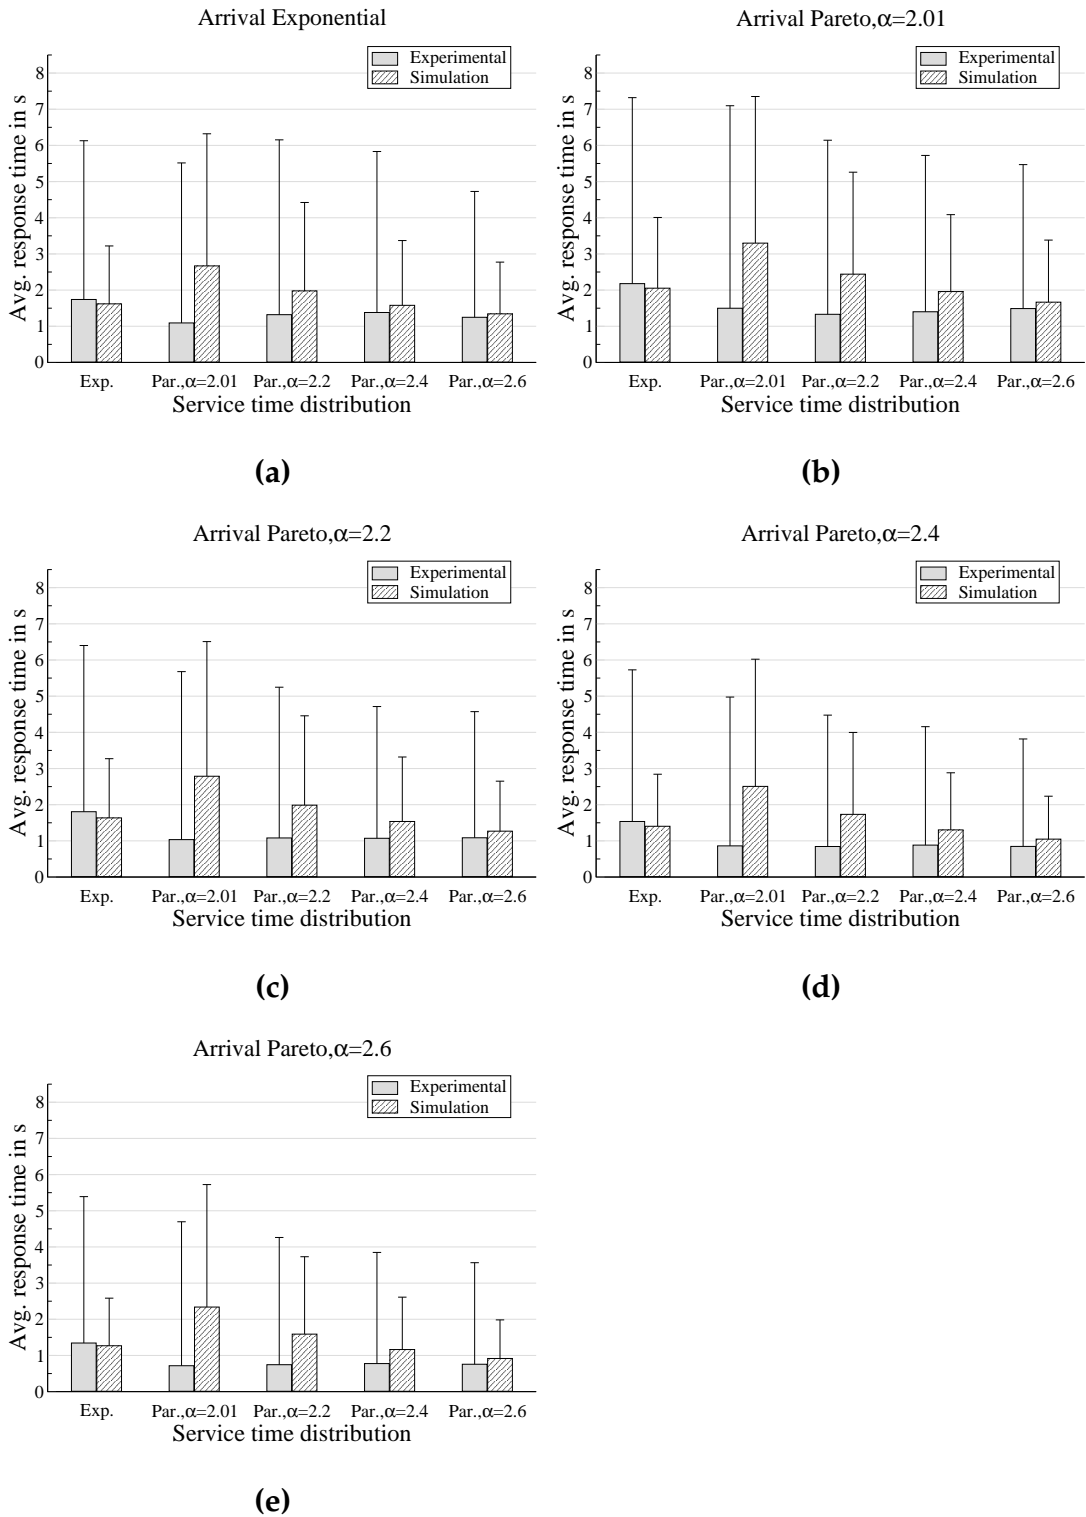 Arrival Exponential
Experimental
Simulation
8
7
6
5
4
3
2
1
0
Avg. response time in s
Exp. Par.,α=2.01 Par.,α=2.2 Par.,α=2.4 Par.,α=2.6
Service time distribution
(a)
Arrival Pareto,α=2.01
Experimental
Simulation
8
7
6
5
4
3
2
1
0
Avg. response time in s
Exp. Par.,α=2.01 Par.,α=2.2 Par.,α=2.4 Par.,α=2.6
Service time distribution
(b)
Arrival Pareto,α=2.2
Experimental
Simulation
8
7
6
5
4
3
2
1
0
Avg. response time in s
Exp. Par.,α=2.01 Par.,α=2.2 Par.,α=2.4 Par.,α=2.6
Service time distribution
(c)
Arrival Pareto,α=2.4
Experimental
Simulation
8
7
6
5
4
3
2
1
0
Avg. response time in s
Exp. Par.,α=2.01 Par.,α=2.2 Par.,α=2.4 Par.,α=2.6
Service time distribution
(d)
Arrival Pareto,α=2.6
Experimental
Simulation
8
7
6
5
4
3
2
1
0
Avg. response time in s
Exp. Par.,α=2.01 Par.,α=2.2 Par.,α=2.4 Par.,α=2.6
Service time distribution
(e)